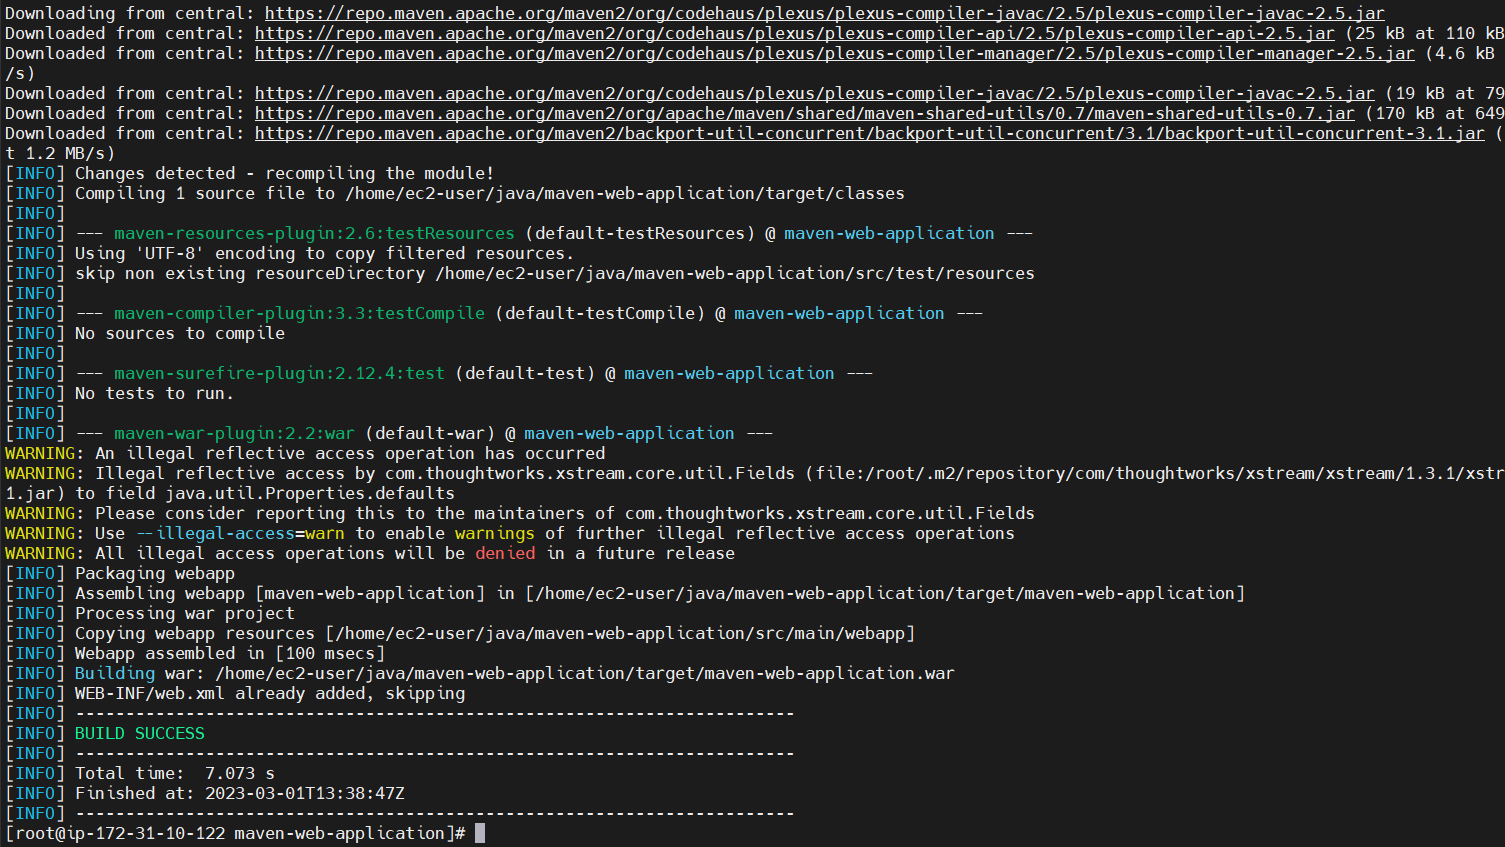 Downloading from central: https://repo.maven.apache.org/maven2/org/codehaus/plexus/plexus-compiler-javac/2.5/plexus-compiler-javac-2.5.jar
Downloaded from central: https://repo.maven.apache.org/maven2/org/codehaus/plexus/plexus-compiler-api/2.5/plexus-compiler-api-2.5.jar (25 kB at 110 kB
Downloaded from central: https://repo.maven.apache.org/maven2/org/codehaus/plexus/plexus-compiler-manager/2.5/plexus-compiler-manager-2.5.jar (4.6 kB
/s)
Downloaded from central: https://repo.maven.apache.org/maven2/org/codehaus/plexus/plexus-compiler-javac/2.5/plexus-compiler-javac-2.5.jar (19 kB at 79
Downloaded from central: https://repo.maven.apache.org/maven2/org/apache/maven/shared/maven-shared-utils/0.7/maven-shared-utils-0.7.jar (170 kB at 649
Downloaded from central: https://repo.maven.apache.org/maven2/backport-util-concurrent/backport-util-concurrent/3.1/backport-util-concurrent-3.1.jar (
t 1.2 MB/s)
[INFO] Changes detected - recompiling the module!
[INFO] Compiling 1 source file to /home/ec2-user/java/maven-web-application/target/classes
[INFO]
[INFO] --- maven-resources-plugin:2.6:testResources (default-testResources) @ maven-web-application ---
[INFO] Using 'UTF-8' encoding to copy filtered resources.
[INFO] skip non existing resourceDirectory /home/ec2-user/java/maven-web-application/src/test/resources
[INFO]
[INFO] --- maven-compiler-plugin:3.3:testCompile (default-testCompile) @ maven-web-application ---
[INFO] No sources to compile
[INFO]
[INFO] --- maven-surefire-plugin:2.12.4:test (default-test) @ maven-web-application ---
[INFO] No tests to run.
[INFO]
[INFO] --- maven-war-plugin:2.2:war (default-war) @ maven-web-application ---
WARNING: An illegal reflective access operation has occurred
WARNING: Illegal reflective access by com.thoughtworks.xstream.core.util.Fields (file:/root/.m2/repository/com/thoughtworks/xstream/xstream/1.3.1/xstr
1.jar) to field java.util.Properties.defaults
WARNING: Please consider reporting this to the maintainers of com.thoughtworks.xstream.core.util.Fields
WARNING: Use --illegal-access=warn to enable warnings of further illegal reflective access operations
WARNING: All illegal access operations will be denied in a future release
[INFO] Packaging webapp
[INFO] Assembling webapp [maven-web-application] in [/home/ec2-user/java/maven-web-application/target/maven-web-application]
[INFO] Processing war project
[INFO] Copying webapp resources [/home/ec2-user/java/maven-web-application/src/main/webapp]
[INFO] Webapp assembled in [100 msecs]
[INFO] Building war: /home/ec2-user/java/maven-web-application/target/maven-web-application.war
[INFO] WEB-INF/web.xml already added, skipping
[INFO] ------------------------------------------------------------------------
[INFO] BUILD SUCCESS
[INFO] ------------------------------------------------------------------------
[INFO] Total time:  7.073 s
[INFO] Finished at: 2023-03-01T13:38:47Z
[INFO] ------------------------------------------------------------------------
[root@ip-172-31-10-122 maven-web-application]#